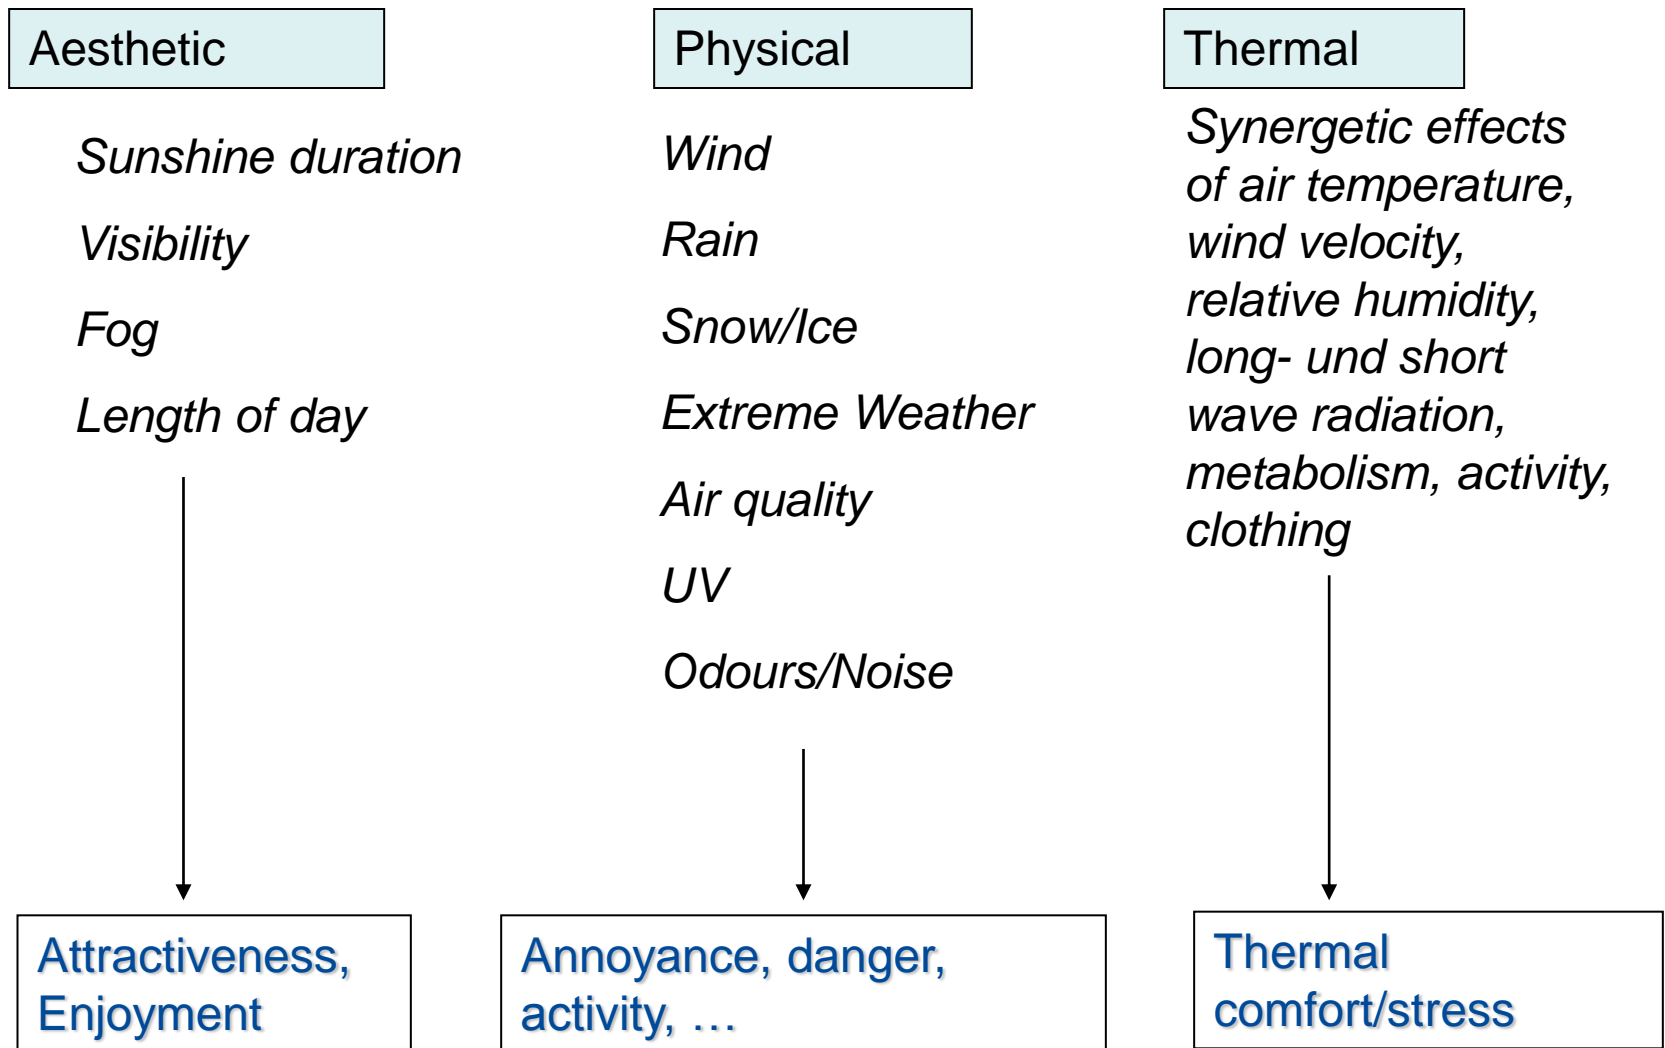 Aesthetic
Sunshine duration
Visibility
Fog
Length of day
Attractiveness,
Enjoyment
Physical
Wind
Rain
Snow/Ice
Extreme Weather
Air quality
UV
Odours/Noise
Annoyance, danger,
activity, …
Thermal
Synergetic effects
of air temperature,
wind velocity,
relative humidity,
long- und short
wave radiation,
metabolism, activity,
clothing
Thermal
comfort/stress